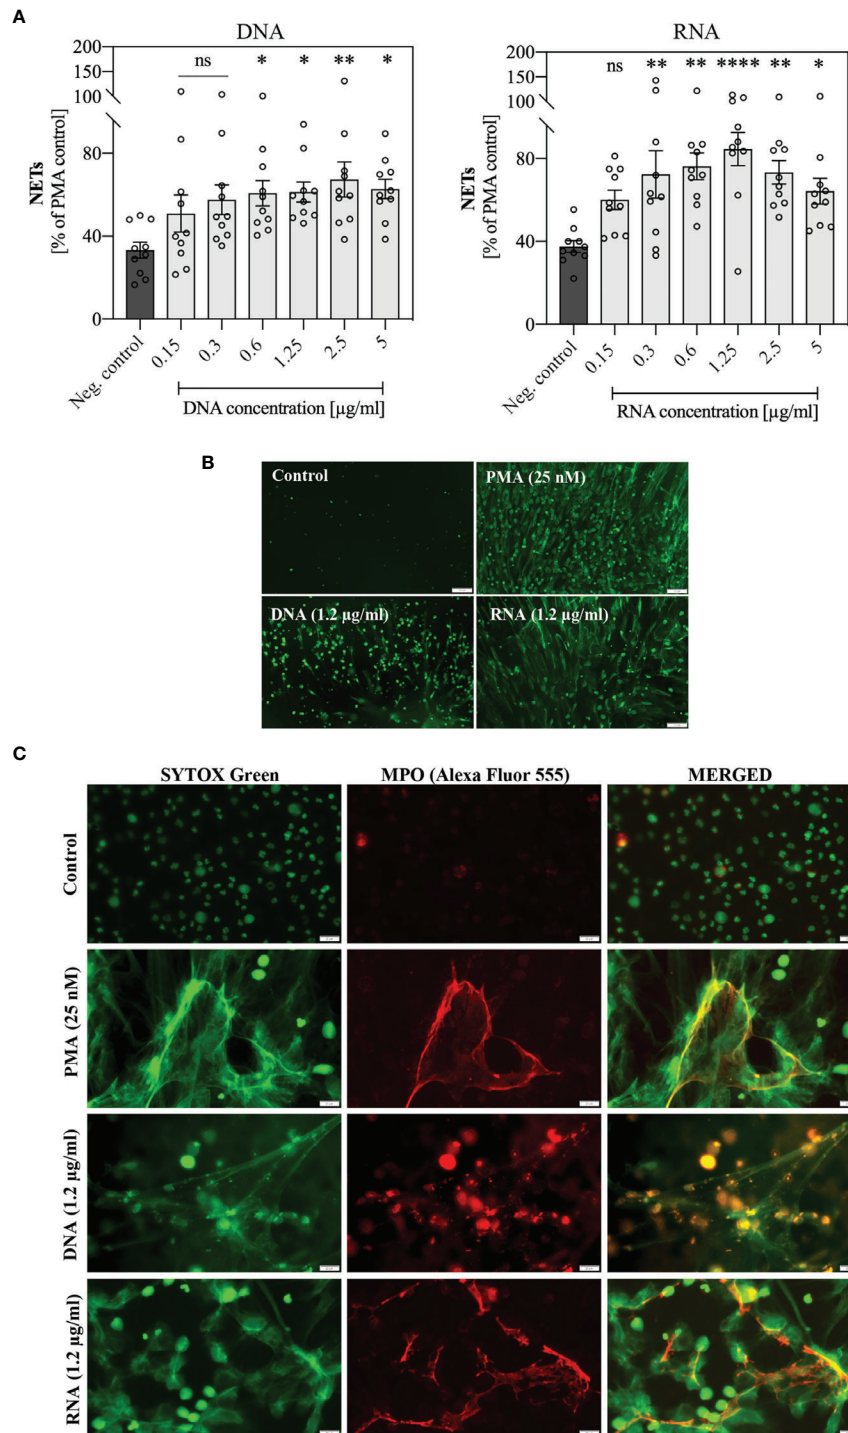 A
DNA
200
150
100
80
40
0
NETs
[% of PMA control]
ns
*
*
**
*
Neg. control
0.15
0.3
0.6
1.25
2.5
5
DNA concentration [µg/ml]
RNA
200
150
100
80
40
0
NETs
[% of PMA control]
ns
**
**
****
**
*
Neg. control
0.15
0.3
0.6
1.25
2.5
5
RNA concentration [µg/ml]
B
Control
PMA (25 nM)
DNA (1.2 µg/ml)
RNA (1.2 µg/ml)
C
SYTOX Green
MPO (Alexa Fluor 555)
MERGED
Control
PMA (25 nM)
DNA (1.2 µg/ml)
RNA (1.2 µg/ml)